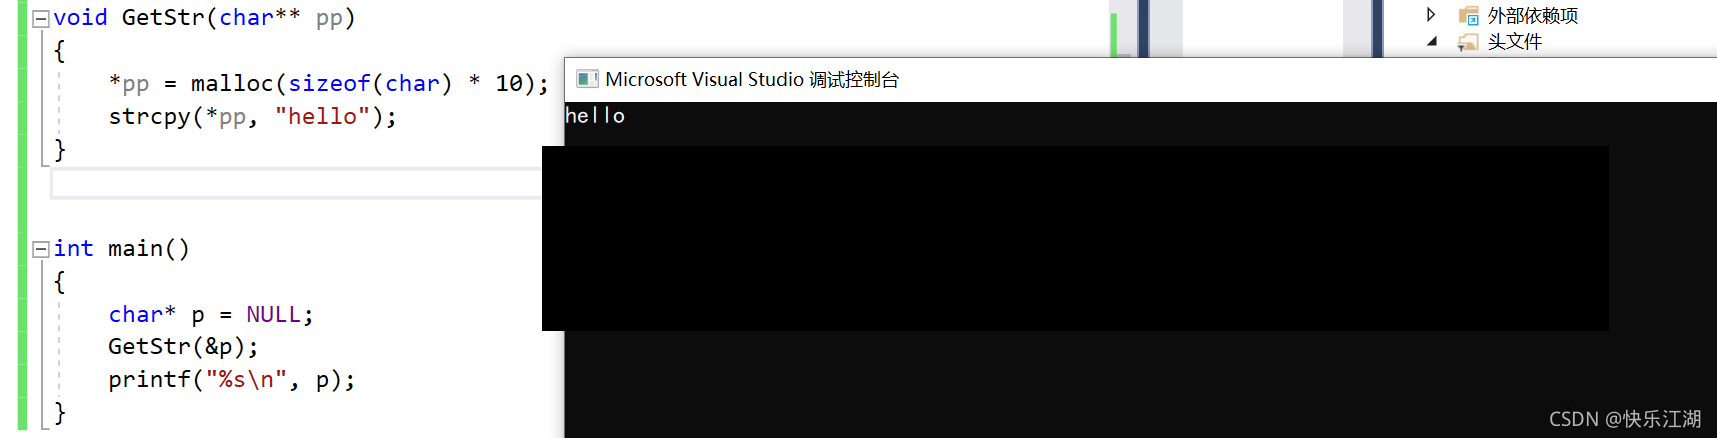 void GetStr(char** pp)
{
    *pp = malloc(sizeof(char) * 10);
    strcpy(*pp, "hello");
}
int main()
{
    char* p = NULL;
    GetStr(&p);
    printf("%s\n", p);
}
Microsoft Visual Studio 调试控制台
hello
外部依赖项
头文件
CSDN @快乐江湖